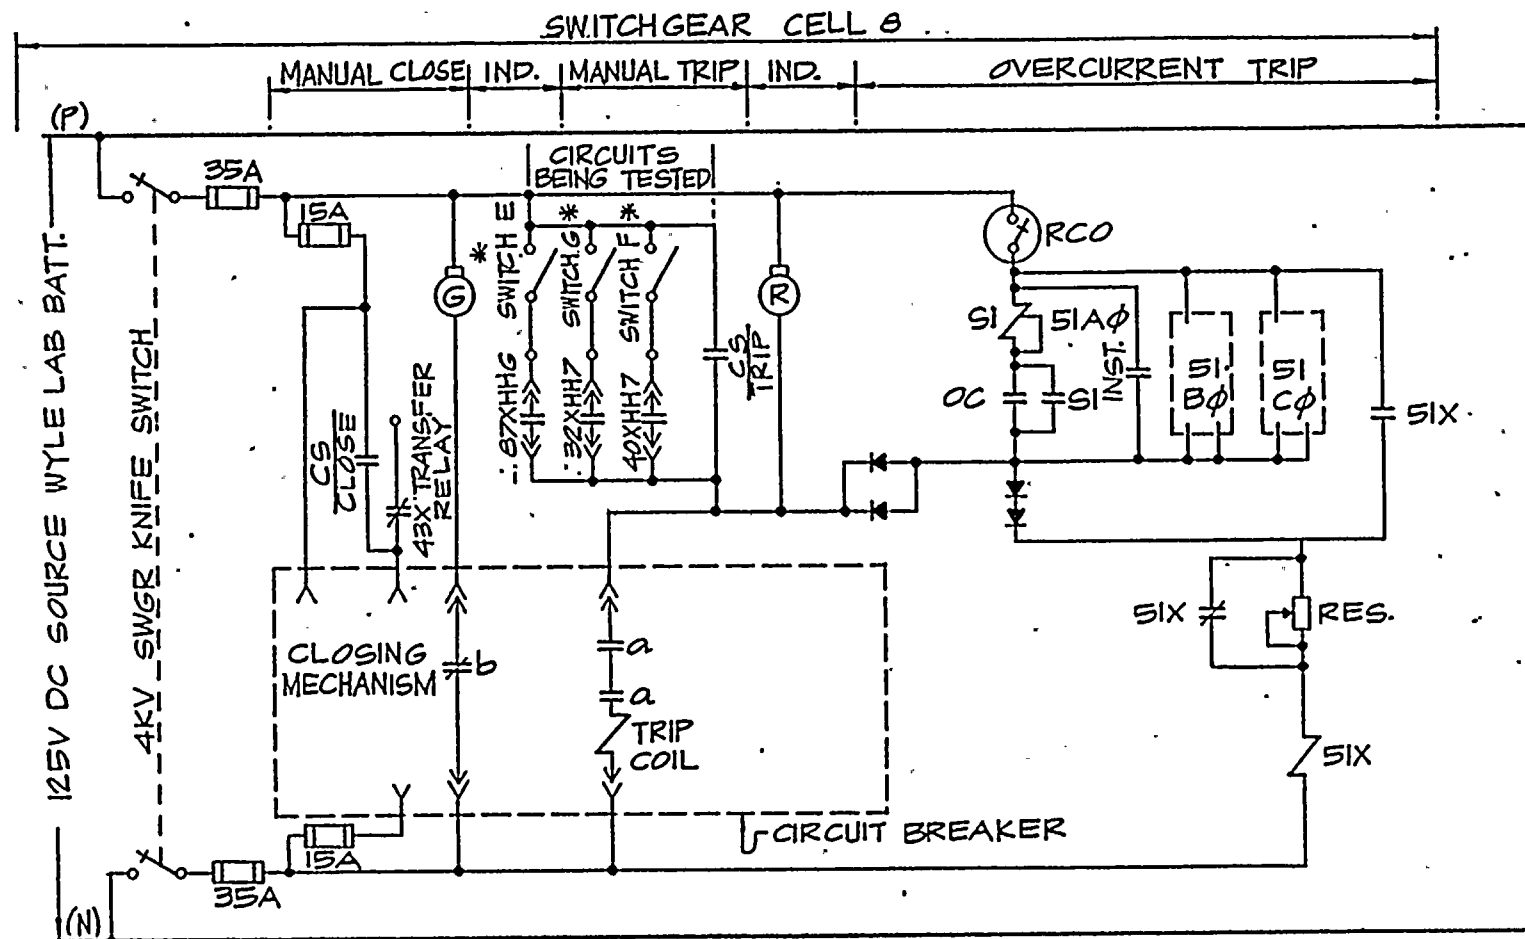 SWITCHGEAR CELL 8
MANUAL CLOSE
IND.
MANUAL TRIP
IND.
OVERCURRENT TRIP
(P)
CIRCUITS
BEING TESTED
35A
15A
125V DC SOURCE WYLE LAB BATT.
4KV SWGR KNIFE SWITCH
CS
CLOSE
43X TRANSFER
RELAY
G
* SWITCH E
SWITCH G *
SWITCH F *
87XHHG
32XHH7
40XHH7
CS
TRIP
R
RCO
SI
51Aφ
INST.
OC
SI
51
Bφ
51
Cφ
51X
51X
RES.
51X
CLOSING
MECHANISM
b
a
a
TRIP
COIL
CIRCUIT BREAKER
15A
35A
(N)